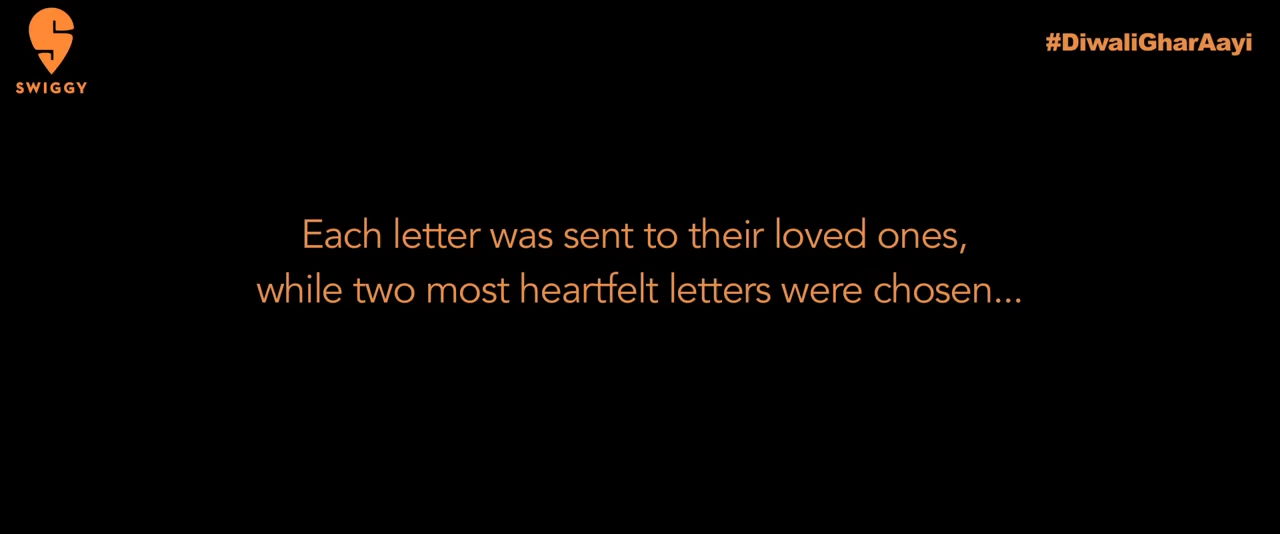 SWIGGY
#DiwaliGharAayi
Each letter was sent to their loved ones,
while two most heartfelt letters were chosen...